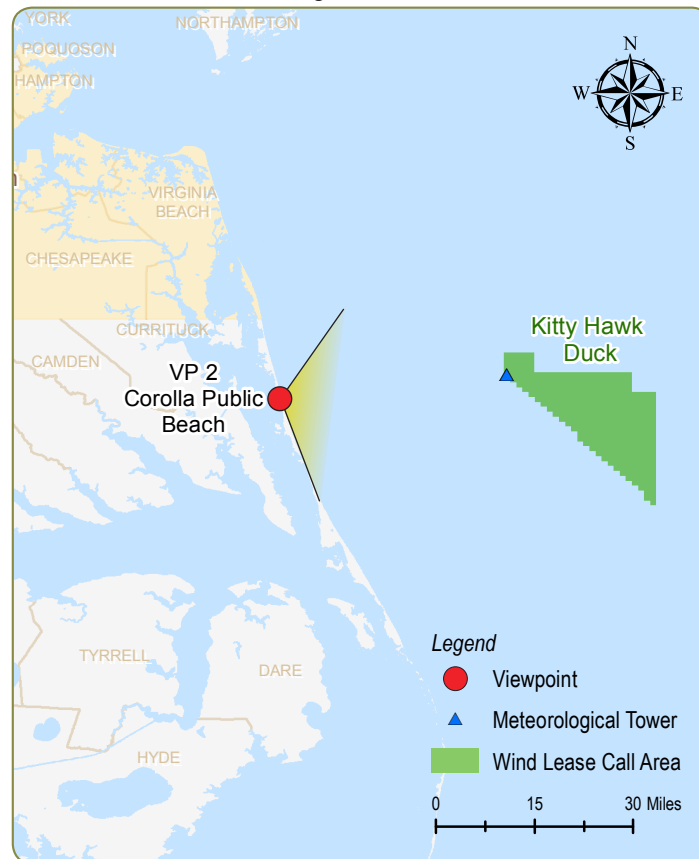 YORK
POQUOSON
HAMPTON
NORTHAMPTON
N
W E
S
VIRGINIA
BEACH
CHESAPEAKE
CURRITUCK
CAMDEN
VP 2
Corolla Public
Beach
Kitty Hawk
Duck
TYRRELL
DARE
HYDE
Legend
Viewpoint
Meteorological Tower
Wind Lease Call Area
0 15 30 Miles